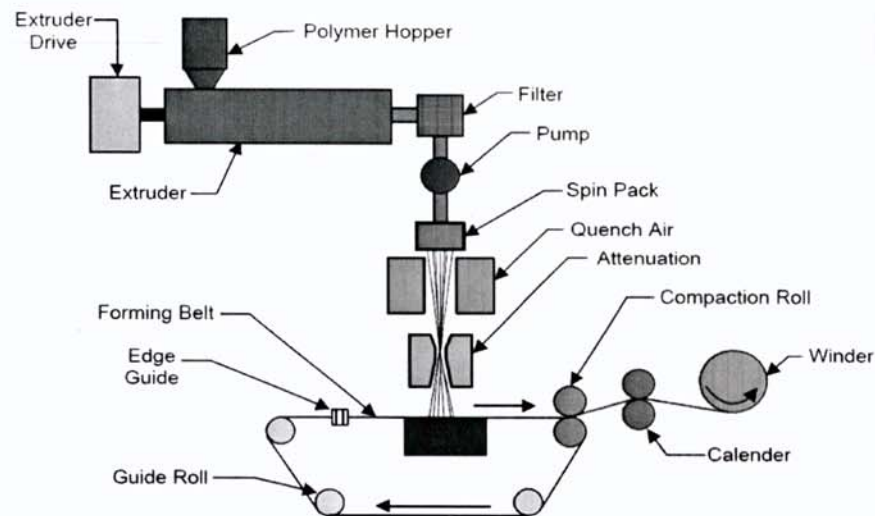 Extruder
Drive
Polymer Hopper
Filter
Pump
Extruder
Spin Pack
Quench Air
Attenuation
Compaction Roll
Forming Belt
Edge
Guide
Winder
Calender
Guide Roll